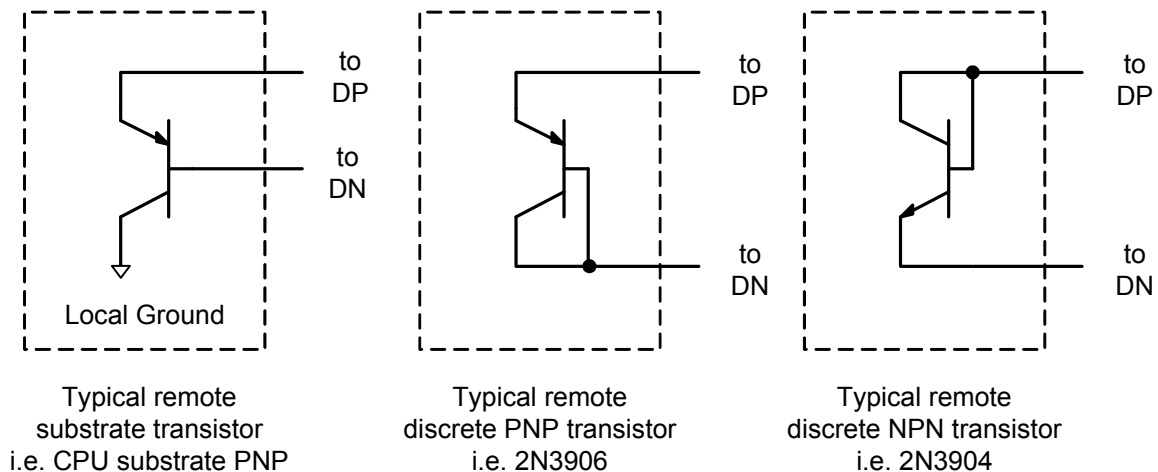 to
DP
to
DN
Local Ground
Typical remote
substrate transistor
i.e. CPU substrate PNP
to
DP
to
DN
Typical remote
discrete PNP transistor
i.e. 2N3906
to
DP
to
DN
Typical remote
discrete NPN transistor
i.e. 2N3904